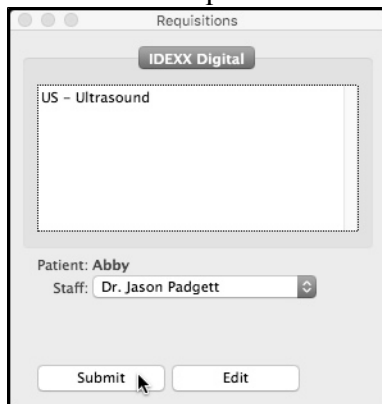 Requisitions
IDEXX Digital
US – Ultrasound
Patient: Abby
Staff: Dr. Jason Padgett
Submit Edit